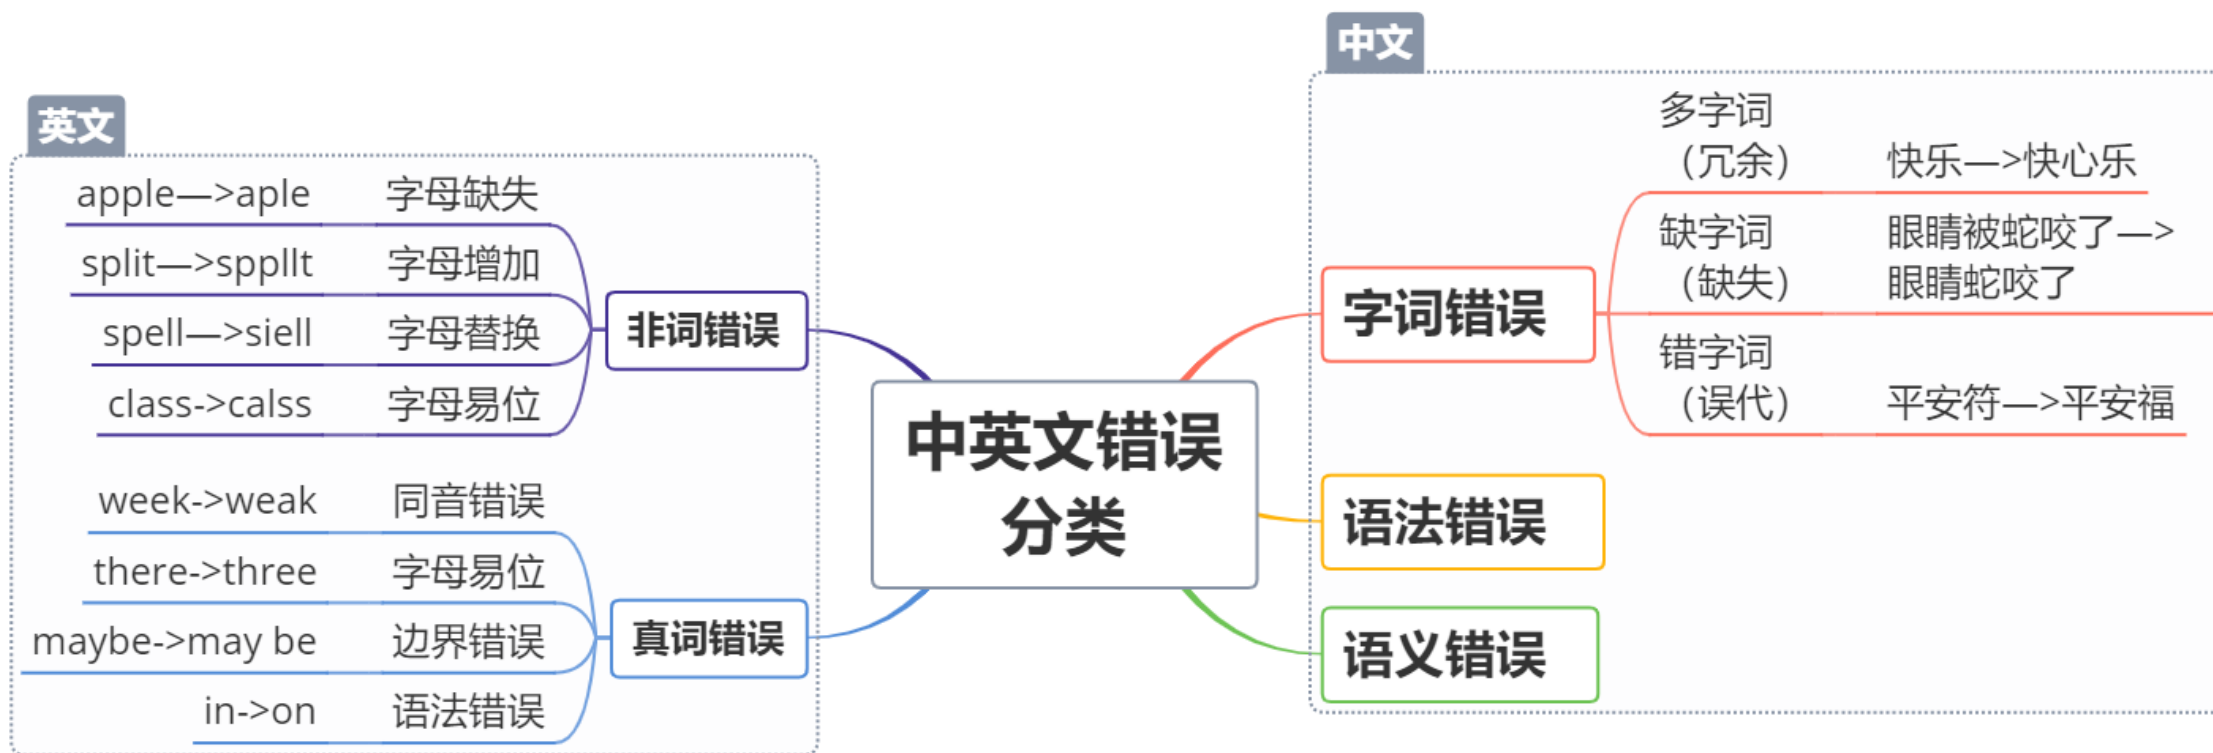 英文
apple—>aple 字母缺失
split—>sppllt 字母增加
spell—>siell 字母替换
class->calss 字母易位
非词错误
week->weak 同音错误
there->three 字母易位
maybe->may be 边界错误
in->on 语法错误
真词错误
中英文错误
分类
中文
字词错误
多字词
（冗余） 快乐—>快心乐
缺字词 眼睛被蛇咬了—>
（缺失） 眼睛蛇咬了
错字词
（误代） 平安符—>平安福
语法错误
语义错误